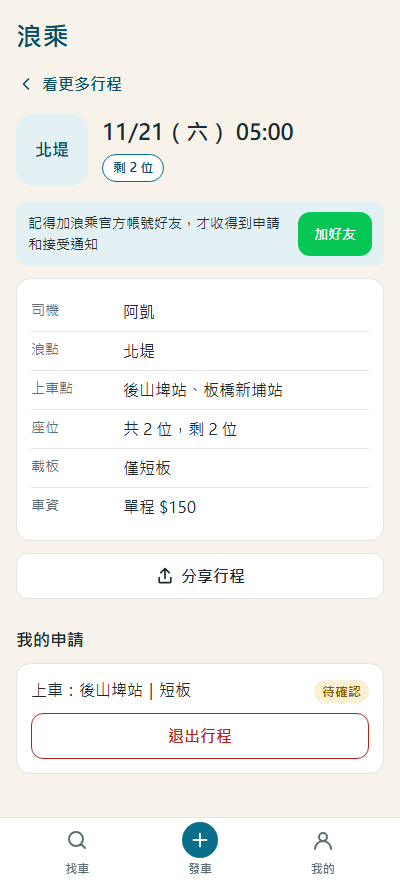 浪乘
看更多行程
北堤
11/21（六）05:00
剩 2 位
記得加浪乘官方帳號好友，才收得到申請
和接受通知
加好友
司機 阿凱
浪點 北堤
上車點 後山埤站、板橋新埔站
座位 共 2 位，剩 2 位
載板 僅短板
車資 單程 $150
分享行程
我的申請
上車：後山埤站 | 短板
待確認
退出行程
找車
發車
我的